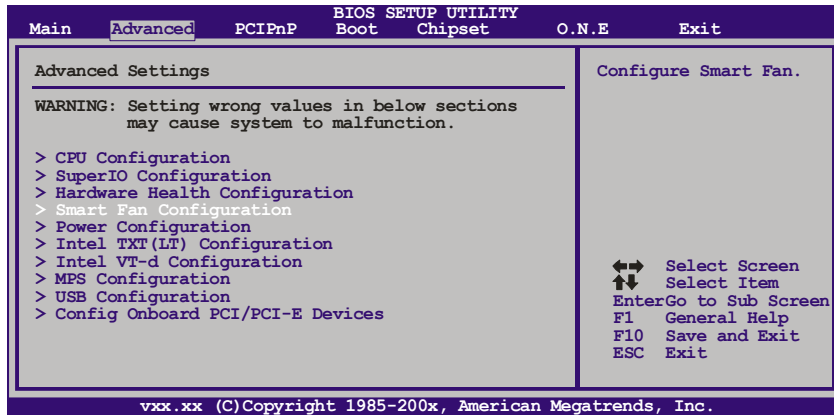 BIOS SETUP UTILITY
Main Advanced PCIPnP Boot Chipset O.N.E Exit
Advanced Settings
WARNING: Setting wrong values in below sections
may cause system to malfunction.
> CPU Configuration
> SuperIO Configuration
> Hardware Health Configuration
> Smart Fan Configuration
> Power Configuration
> Intel TXT(LT) Configuration
> Intel VT-d Configuration
> MPS Configuration
> USB Configuration
> Config Onboard PCI/PCI-E Devices
Configure Smart Fan.
Select Screen
Select Item
EnterGo to Sub Screen
F1 General Help
F10 Save and Exit
ESC Exit
vxx.xx (C)Copyright 1985-200x, American Megatrends, Inc.